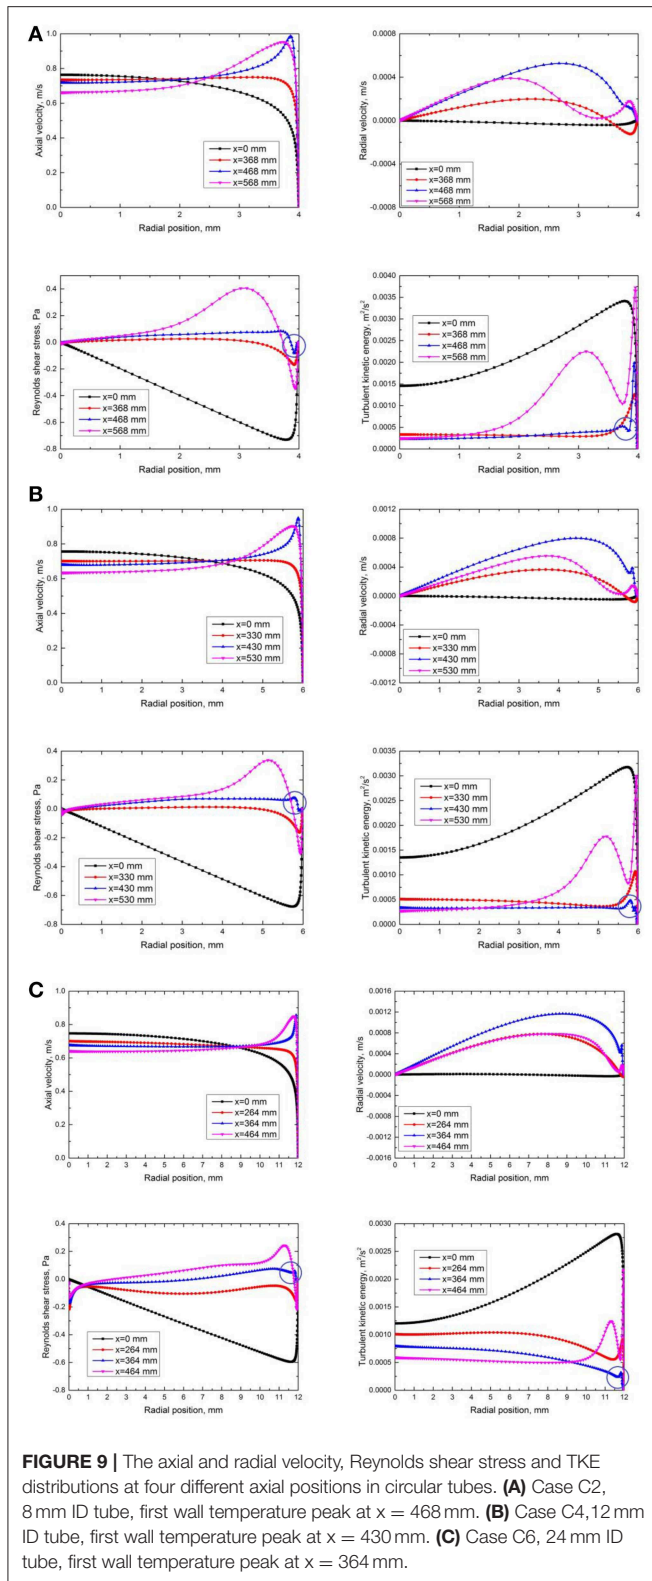 A
Axial velocity, m/s
1.0
0.8
0.6
0.4
0.2
0.0
x=0 mm
x=368 mm
x=468 mm
x=568 mm
0 1 2 3 4
Radial position, mm
Radial velocity, m/s
0.0008
0.0004
0.0000
-0.0004
-0.0008
x=0 mm
x=368 mm
x=468 mm
x=568 mm
0 1 2 3 4
Radial position, mm
Reynolds shear stress, Pa
0.4
0.2
0.0
-0.2
-0.4
-0.6
-0.8
x=0 mm
x=368 mm
x=468 mm
x=568 mm
0 1 2 3 4
Radial position, mm
Turbulent kinetic energy, m²/s²
0.0040
0.0035
0.0030
0.0025
0.0020
0.0015
0.0010
0.0005
0.0000
x=0 mm
x=368 mm
x=468 mm
x=568 mm
0 1 2 3 4
Radial position, mm
B
Axial velocity, m/s
1.0
0.8
0.6
0.4
0.2
0.0
x=0 mm
x=330 mm
x=430 mm
x=530 mm
0 1 2 3 4 5 6
Radial position, mm
Radial velocity, m/s
0.0012
0.0008
0.0004
0.0000
-0.0004
-0.0008
-0.0012
x=0 mm
x=330 mm
x=430 mm
x=530 mm
0 1 2 3 4 5 6
Radial position, mm
Reynolds shear stress, Pa
0.4
0.2
0.0
-0.2
-0.4
-0.6
-0.8
x=0 mm
x=330 mm
x=430 mm
x=530 mm
0 1 2 3 4 5 6
Radial position, mm
Turbulent kinetic energy, m²/s²
0.0035
0.0030
0.0025
0.0020
0.0015
0.0010
0.0005
0.0000
x=0 mm
x=330 mm
x=430 mm
x=530 mm
0 1 2 3 4 5 6
Radial position, mm
C
Axial velocity, m/s
1.0
0.8
0.6
0.4
0.2
0.0
x=0 mm
x=264 mm
x=364 mm
x=464 mm
0 1 2 3 4 5 6 7 8 9 10 11 12
Radial position, mm
Radial velocity, m/s
0.0016
0.0012
0.0008
0.0004
0.0000
-0.0004
-0.0008
-0.0012
-0.0016
x=0 mm
x=264 mm
x=364 mm
x=464 mm
0 1 2 3 4 5 6 7 8 9 10 11 12
Radial position, mm
Reynolds shear stress, Pa
0.4
0.2
0.0
-0.2
-0.4
-0.6
-0.8
x=0 mm
x=264 mm
x=364 mm
x=464 mm
0 1 2 3 4 5 6 7 8 9 10 11 12
Radial position, mm
Turbulent kinetic energy, m²/s²
0.0030
0.0025
0.0020
0.0015
0.0010
0.0005
0.0000
x=0 mm
x=264 mm
x=364 mm
x=464 mm
0 1 2 3 4 5 6 7 8 9 10 11 12
Radial position, mm
FIGURE 9 | The axial and radial velocity, Reynolds shear stress and TKE
distributions at four different axial positions in circular tubes. (A) Case C2,
8 mm ID tube, first wall temperature peak at x = 468 mm. (B) Case C4,12 mm
ID tube, first wall temperature peak at x = 430 mm. (C) Case C6, 24 mm ID
tube, first wall temperature peak at x = 364 mm.